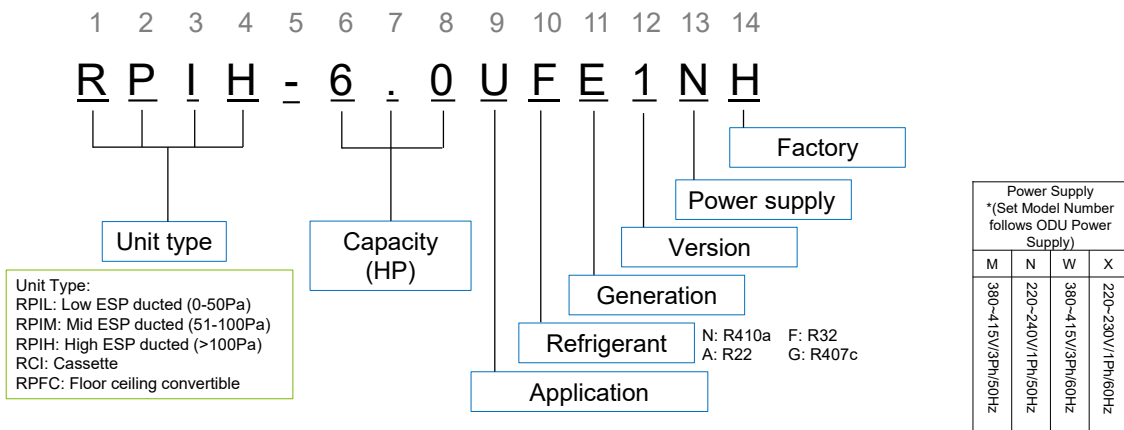 1 2 3 4 5 6 7 8 9 10 11 12 13 14
R P I H - 6 . 0 U F E 1 N H
Factory
Power supply
Version
Generation
Refrigerant
N: R410a F: R32
A: R22 G: R407c
Application
Capacity
(HP)
Unit type
Unit Type:
RPIL: Low ESP ducted (0-50Pa)
RPIM: Mid ESP ducted (51-100Pa)
RPIH: High ESP ducted (>100Pa)
RCI: Cassette
RPFC: Floor ceiling convertible
Power Supply
*(Set Model Number
follows ODU Power
Supply)
M N W X
380~415V/3Ph/50Hz
220~240V/1Ph/50Hz
380~415V/3Ph/60Hz
220~230V/1Ph/60Hz